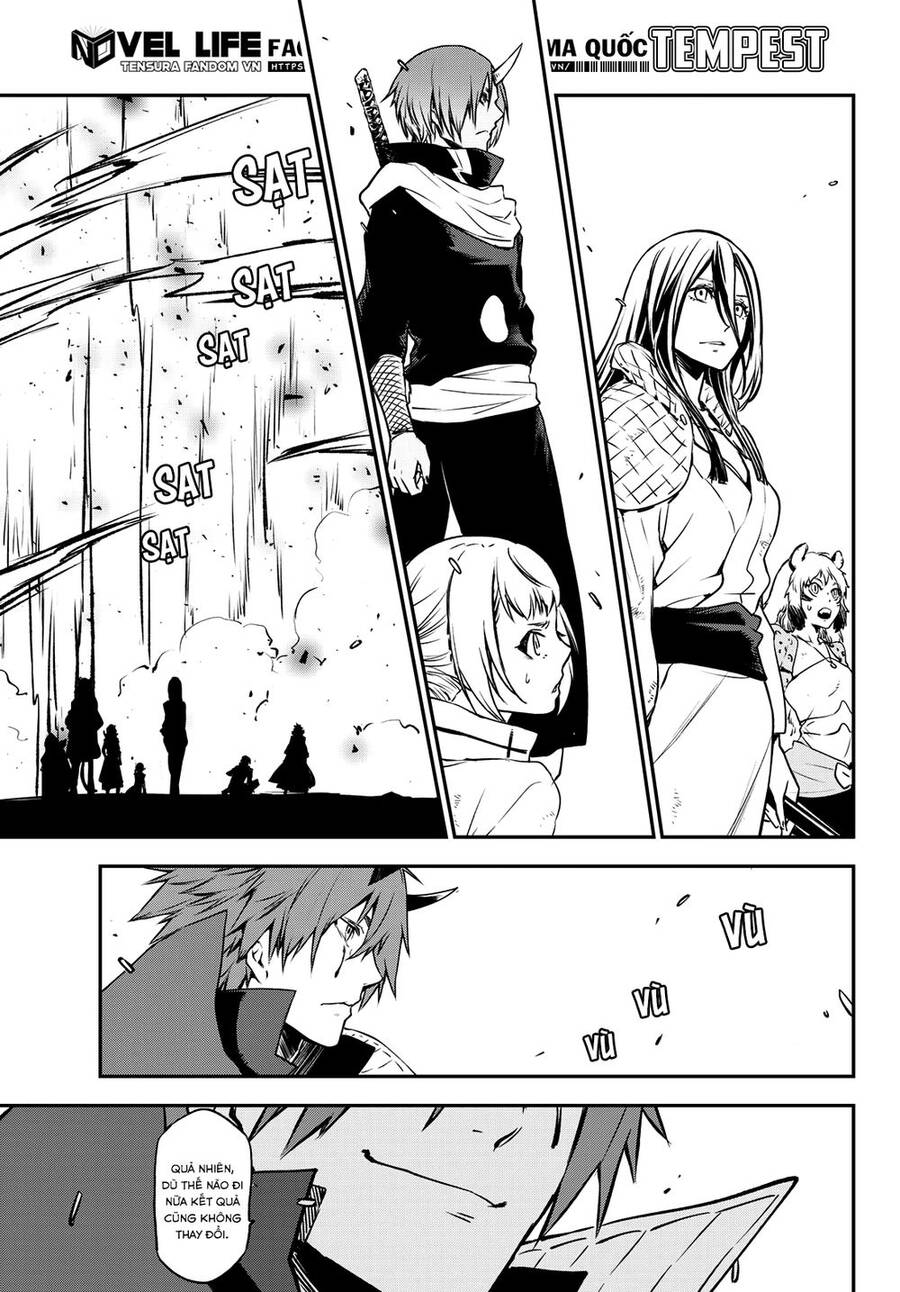 NOVEL LIFE
FAC
MA QUỐC
TEMPEST
TENSURA FANDOM VN
HTTPS
VN/
SẠT
SẠT
SẠT
SẠT
SẠT
VÙ
VÙ
VÙ
QUẢ NHIÊN,
DÙ THẾ NÀO ĐI
NỮA KẾT QUẢ
CŨNG KHÔNG
THAY ĐỔI.